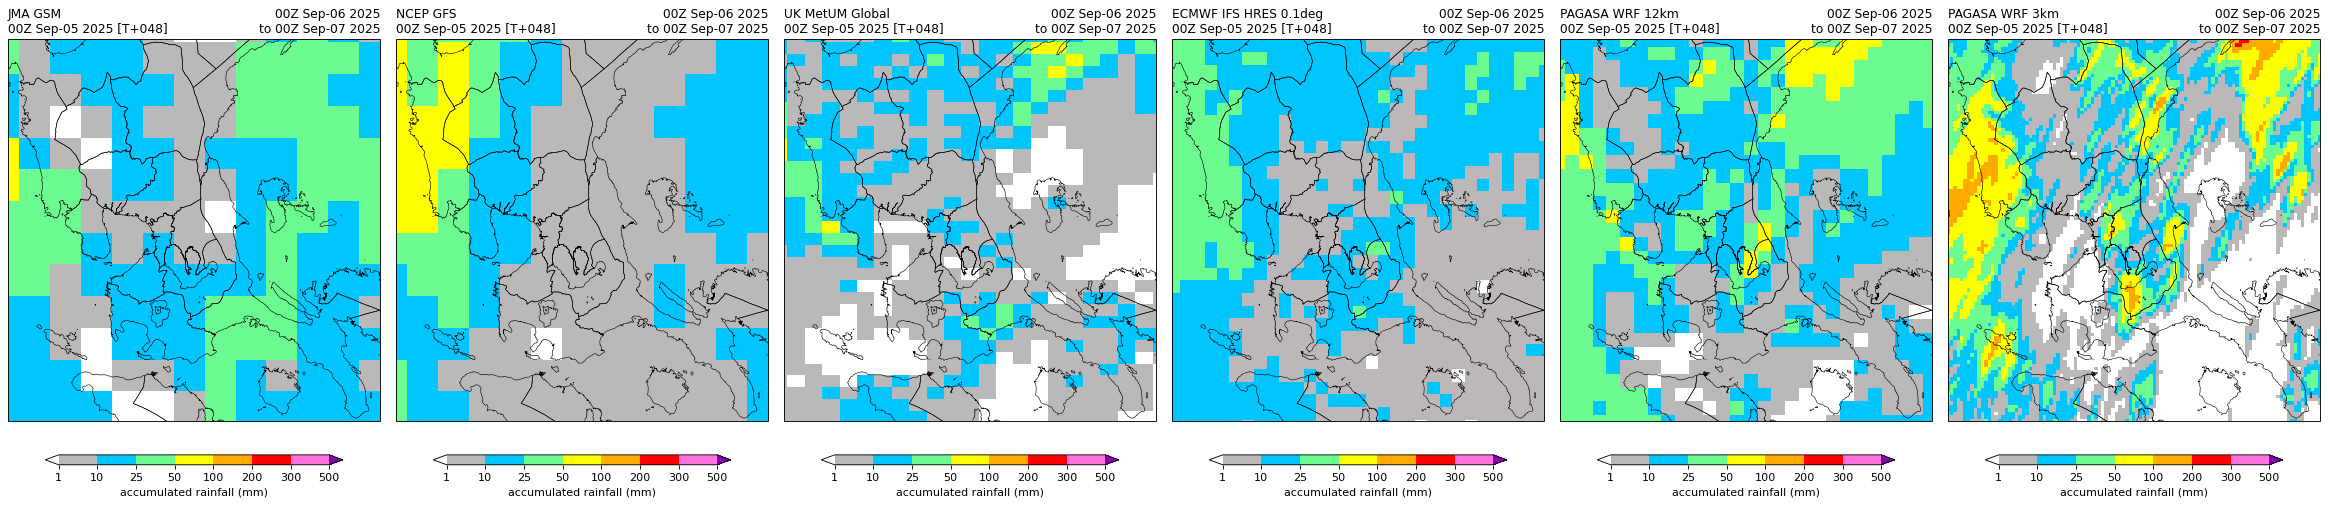 JMA GSM 00Z Sep-06 2025
00Z Sep-05 2025 [T+048] to 00Z Sep-07 2025
NCEP GFS 00Z Sep-06 2025
00Z Sep-05 2025 [T+048] to 00Z Sep-07 2025
UK MetUM Global 00Z Sep-06 2025
00Z Sep-05 2025 [T+048] to 00Z Sep-07 2025
ECMWF IFS HRES 0.1deg 00Z Sep-06 2025
00Z Sep-05 2025 [T+048] to 00Z Sep-07 2025
PAGASA WRF 12km 00Z Sep-06 2025
00Z Sep-05 2025 [T+048] to 00Z Sep-07 2025
PAGASA WRF 3km 00Z Sep-06 2025
00Z Sep-05 2025 [T+048] to 00Z Sep-07 2025
1 10 25 50 100 200 300 500
accumulated rainfall (mm)
1 10 25 50 100 200 300 500
accumulated rainfall (mm)
1 10 25 50 100 200 300 500
accumulated rainfall (mm)
1 10 25 50 100 200 300 500
accumulated rainfall (mm)
1 10 25 50 100 200 300 500
accumulated rainfall (mm)
1 10 25 50 100 200 300 500
accumulated rainfall (mm)